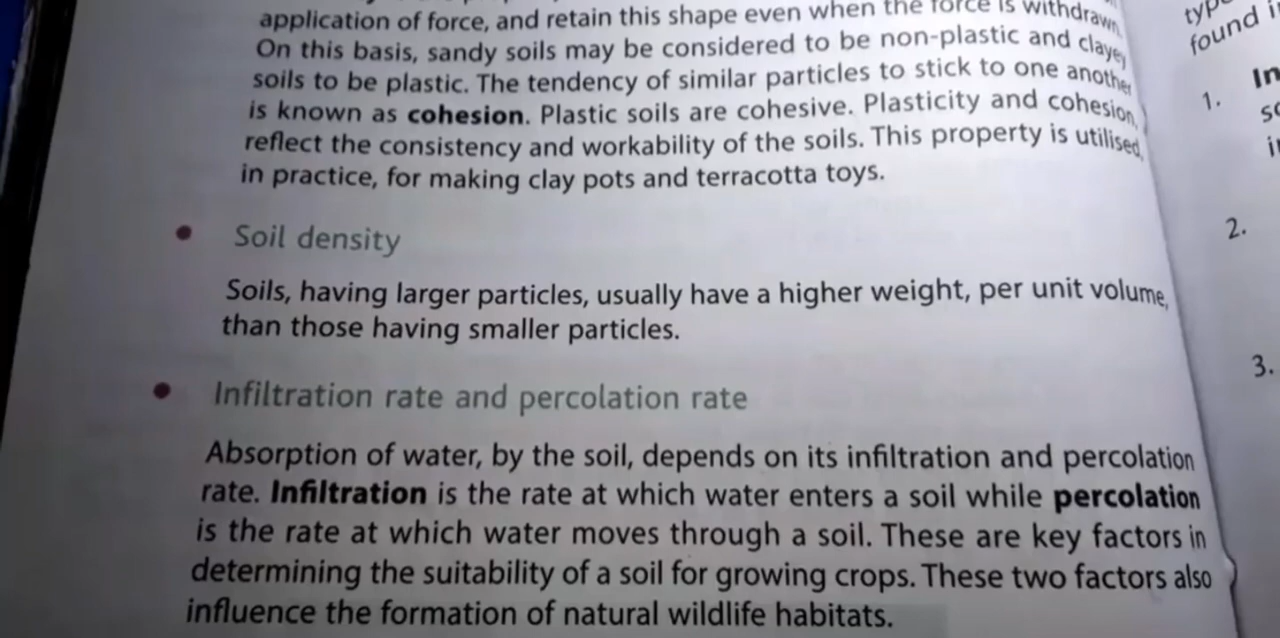 application of force, and retain this shape even when the force is withdrawn.
On this basis, sandy soils may be considered to be non-plastic and clayey
soils to be plastic. The tendency of similar particles to stick to one another
is known as cohesion. Plastic soils are cohesive. Plasticity and cohesion,
reflect the consistency and workability of the soils. This property is utilised,
in practice, for making clay pots and terracotta toys.
• Soil density
Soils, having larger particles, usually have a higher weight, per unit volume,
than those having smaller particles.
• Infiltration rate and percolation rate
Absorption of water, by the soil, depends on its infiltration and percolation
rate. Infiltration is the rate at which water enters a soil while percolation
is the rate at which water moves through a soil. These are key factors in
determining the suitability of a soil for growing crops. These two factors also
influence the formation of natural wildlife habitats.
found
1.
2.
3.